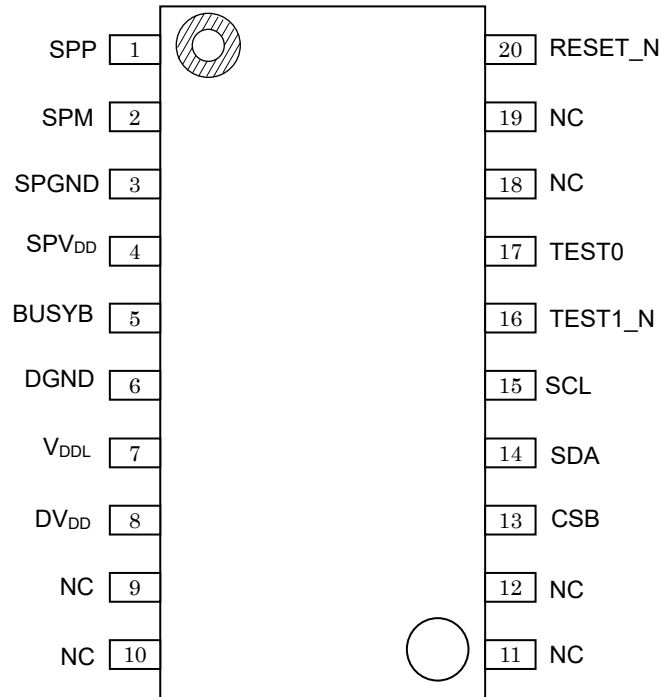 SPP 1 20 RESET_N
SPM 2 19 NC
SPGND 3 18 NC
SPVDD 4 17 TEST0
BUSYB 5 16 TEST1_N
DGND 6 15 SCL
VDDL 7 14 SDA
DVDD 8 13 CSB
NC 9 12 NC
NC 10 11 NC